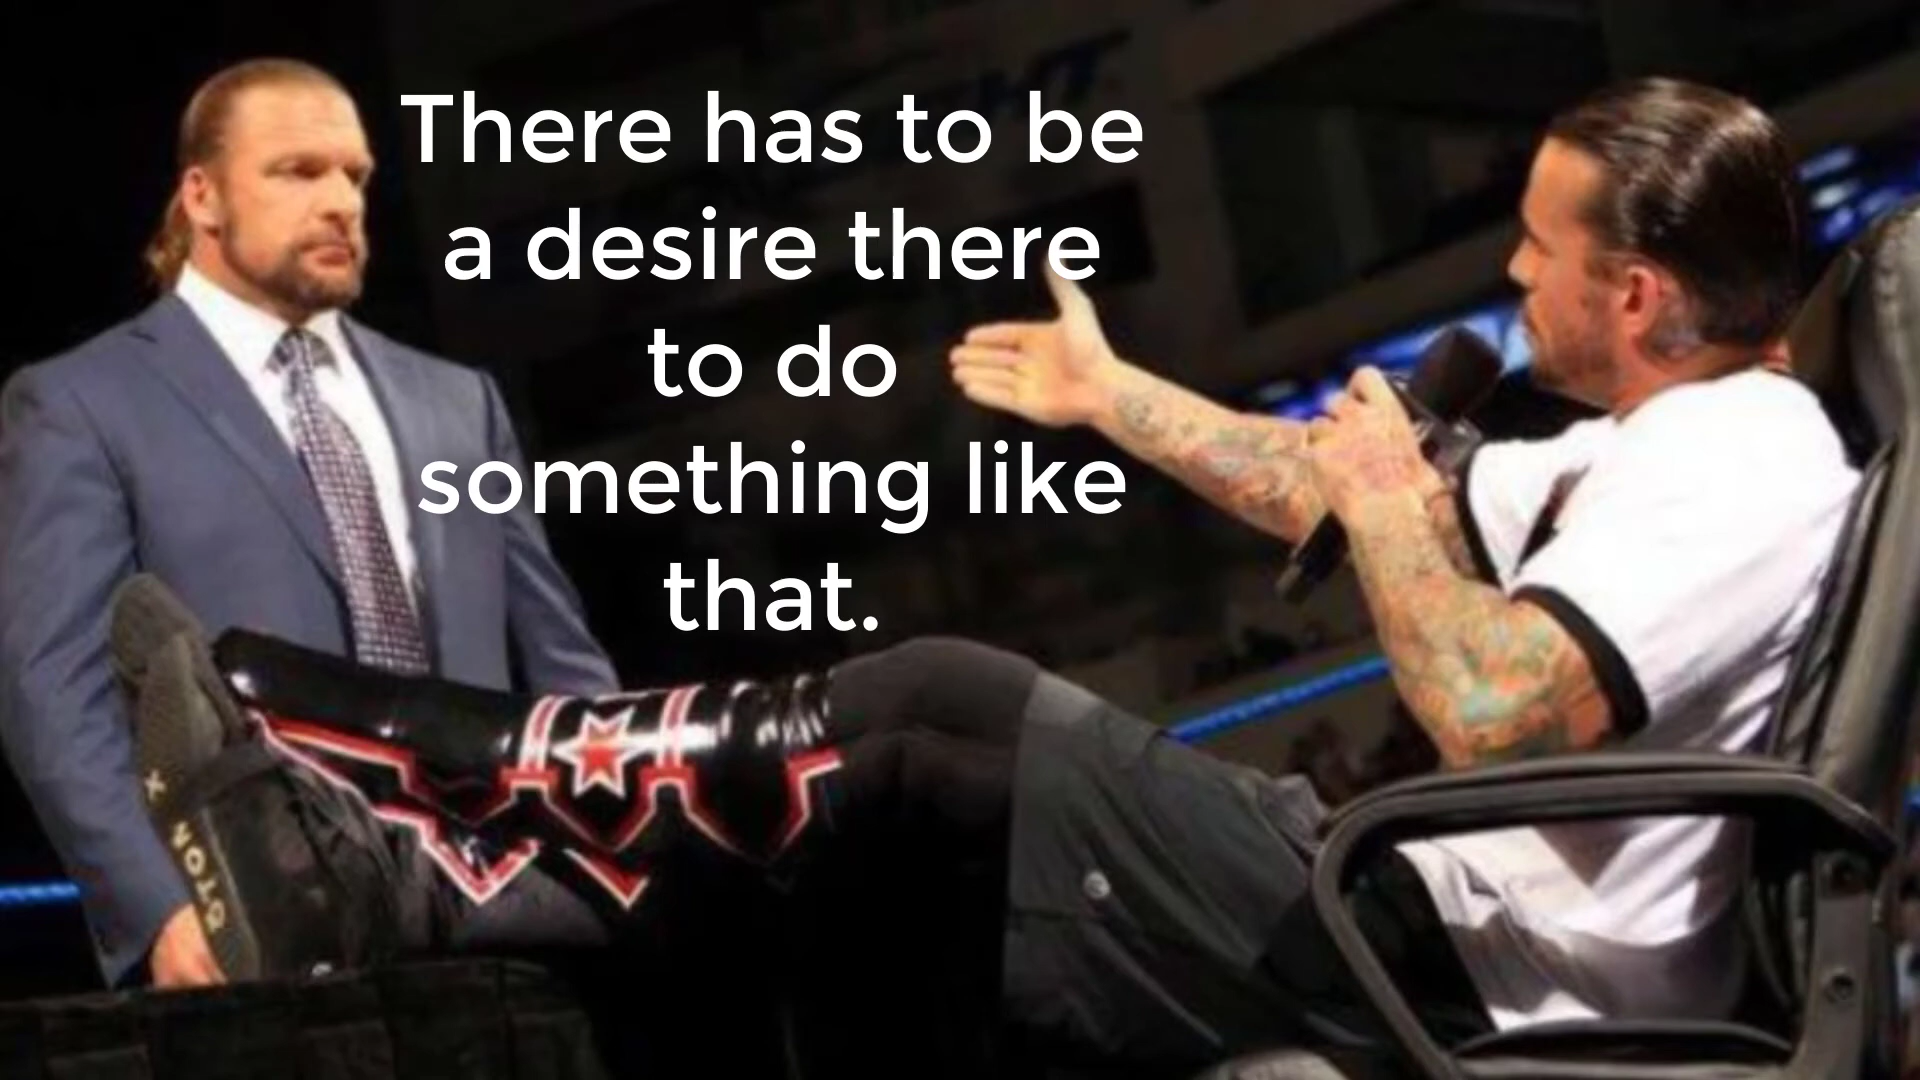 There has to be
a desire there
to do
something like
that.